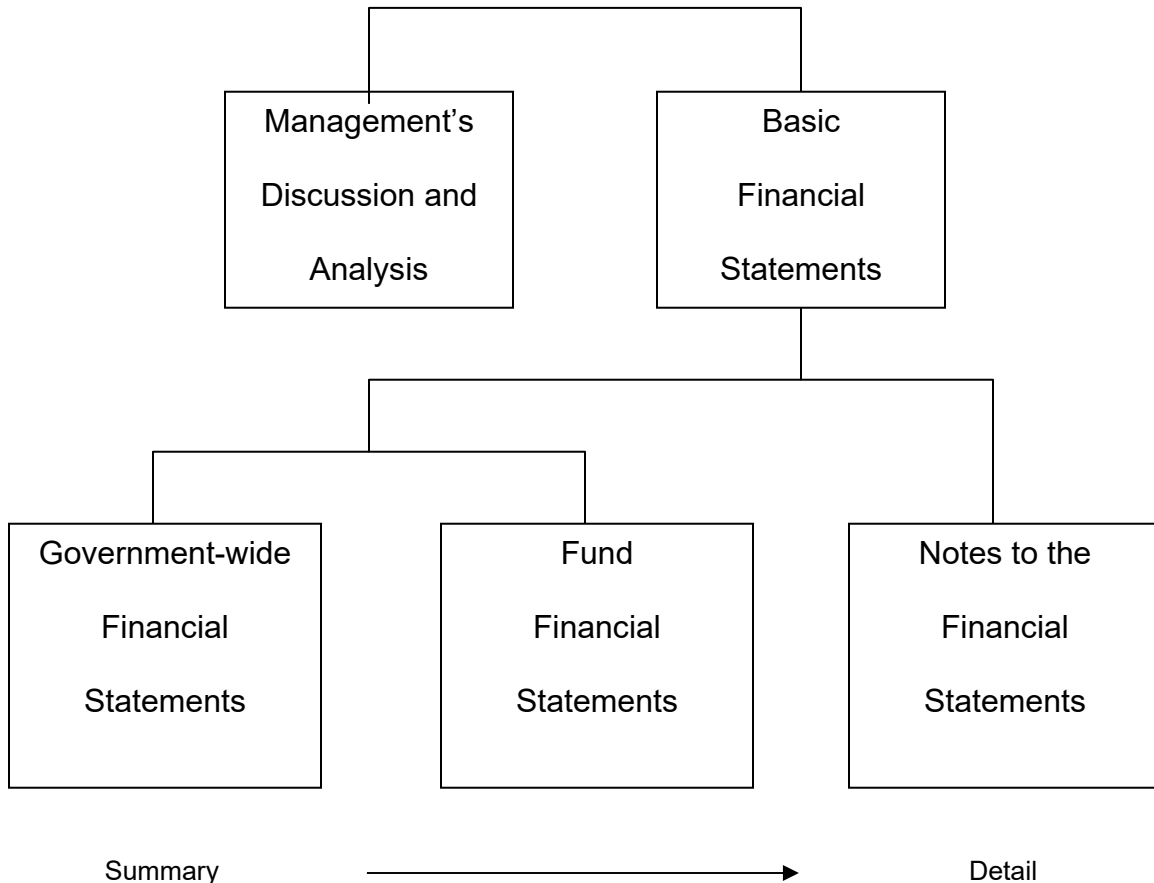 Management’s
Discussion and
Analysis
Basic
Financial
Statements
Government-wide
Financial
Statements
Fund
Financial
Statements
Notes to the
Financial
Statements
Summary
Detail